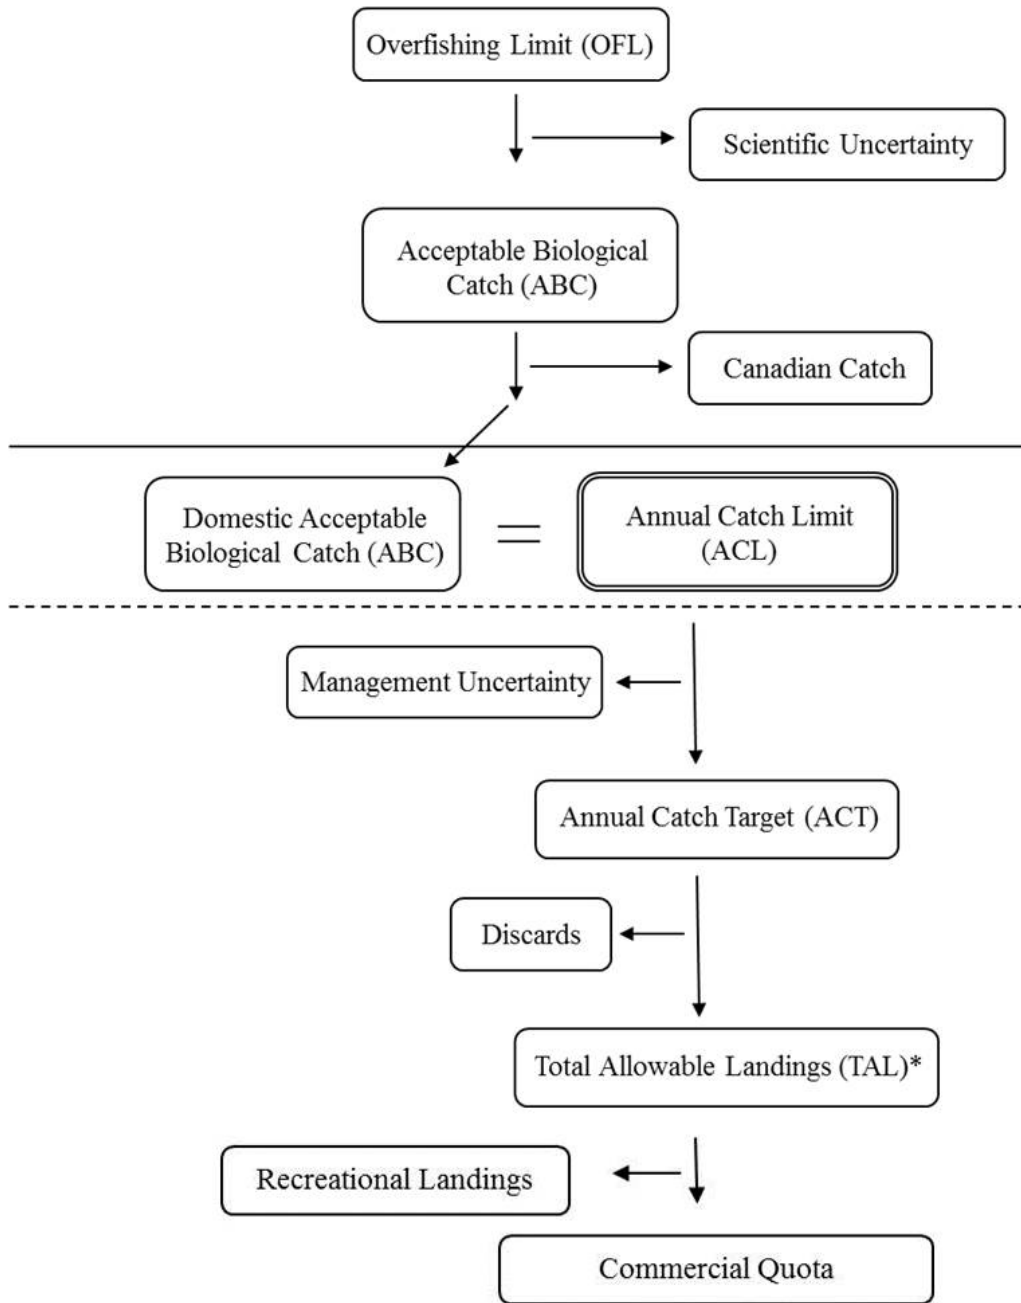 Overfishing Limit (OFL)
Scientific Uncertainty
Acceptable Biological
Catch (ABC)
Canadian Catch
Domestic Acceptable
Biological Catch (ABC)
=
Annual Catch Limit
(ACL)
Management Uncertainty
Annual Catch Target (ACT)
Discards
Total Allowable Landings (TAL)*
Recreational Landings
Commercial Quota